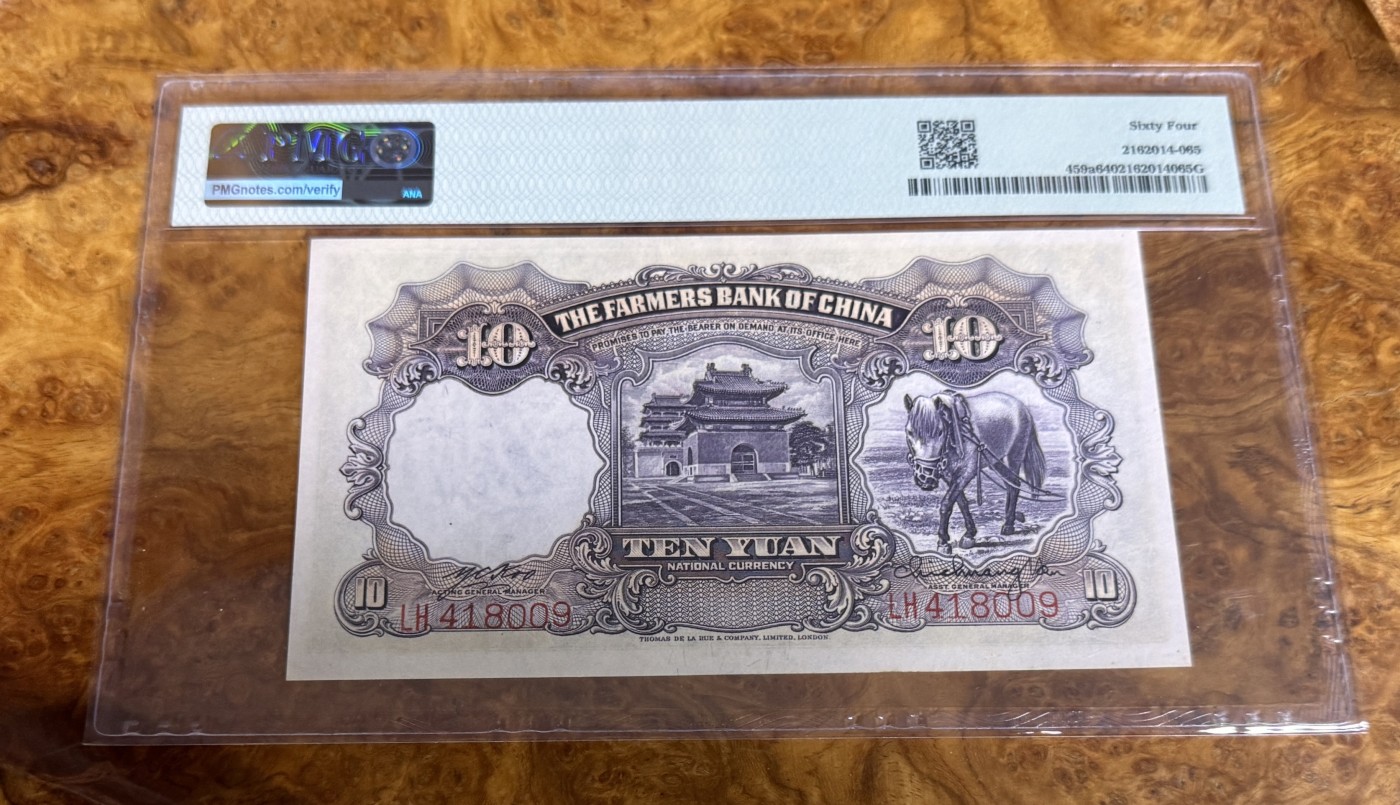 PMG
PMGnotes.com/verify
ANA
Sixty Four
2162014-065
459a6402162014065G
THE FARMERS BANK OF CHINA
PROMISES TO PAY THE BEARER ON DEMAND AT ITS OFFICE HERE
10
10
TEN YUAN
NATIONAL CURRENCY
ACTING GENERAL MANAGER
ASST GENERAL MANAGER
10
10
LH 418009
LH 418009
THOMAS DE LA RUE & COMPANY, LIMITED, LONDON